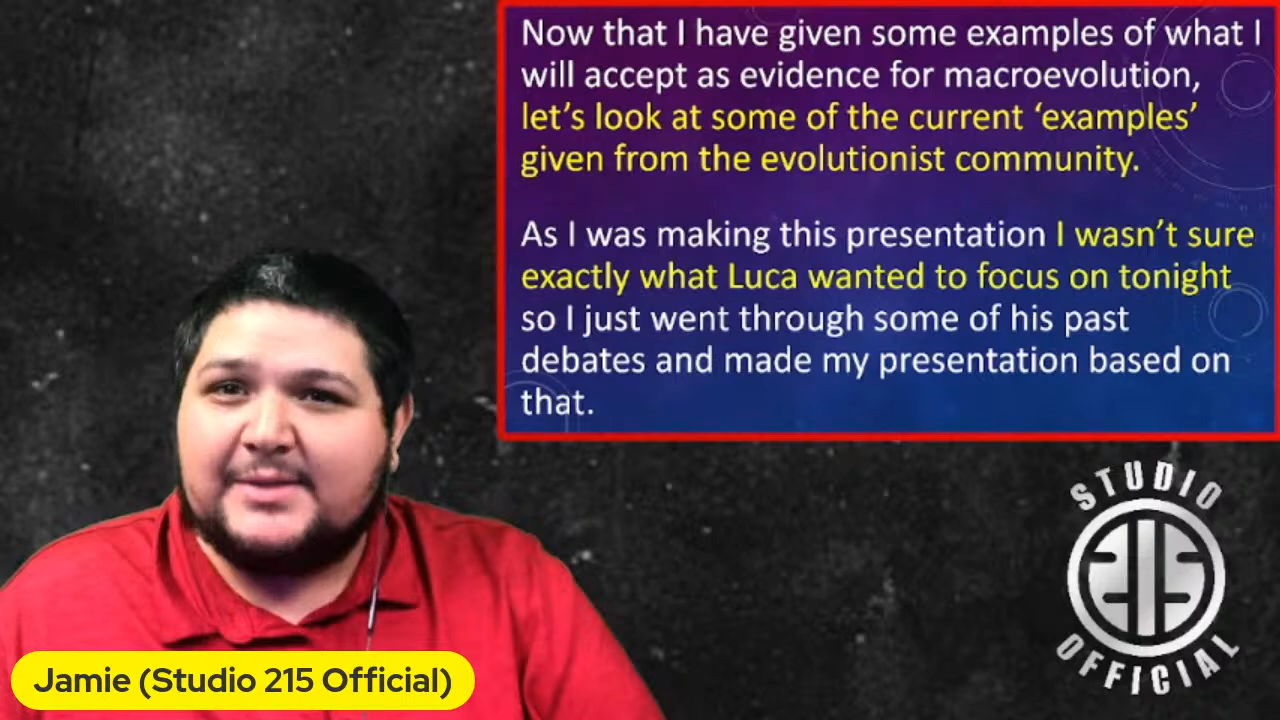 Now that I have given some examples of what I
will accept as evidence for macroevolution,
let’s look at some of the current ‘examples’
given from the evolutionist community.
As I was making this presentation I wasn’t sure
exactly what Luca wanted to focus on tonight
so I just went through some of his past
debates and made my presentation based on
that.
STUDIO
215
OFFICIAL
Jamie (Studio 215 Official)